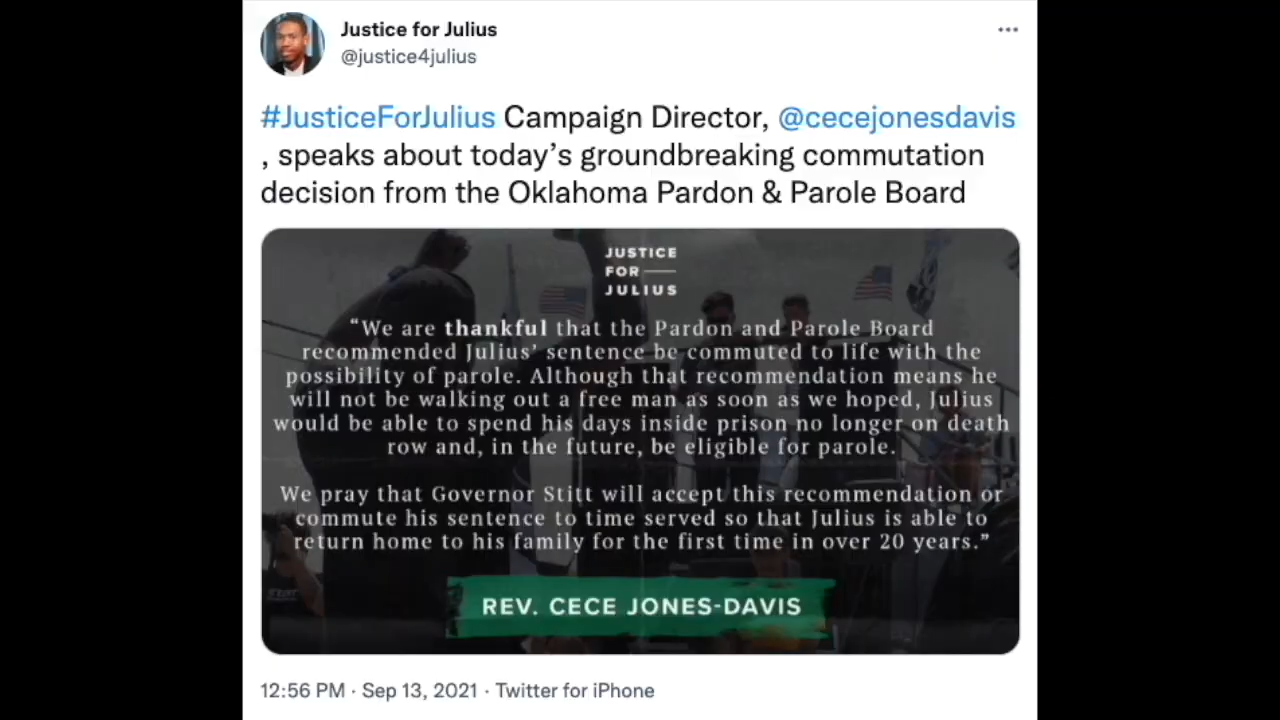 Justice for Julius
@justice4julius
#JusticeForJulius Campaign Director, @cecejonesdavis
, speaks about today’s groundbreaking commutation
decision from the Oklahoma Pardon & Parole Board
JUSTICE
FOR
JULIUS
“We are thankful that the Pardon and Parole Board
recommended Julius’ sentence be commuted to life with the
possibility of parole. Although that recommendation means he
will not be walking out a free man as soon as we hoped, Julius
would be able to spend his days inside prison no longer on death
row and, in the future, be eligible for parole.
We pray that Governor Stitt will accept this recommendation or
commute his sentence to time served so that Julius is able to
return home to his family for the first time in over 20 years.”
REV. CECE JONES-DAVIS
12:56 PM · Sep 13, 2021 · Twitter for iPhone